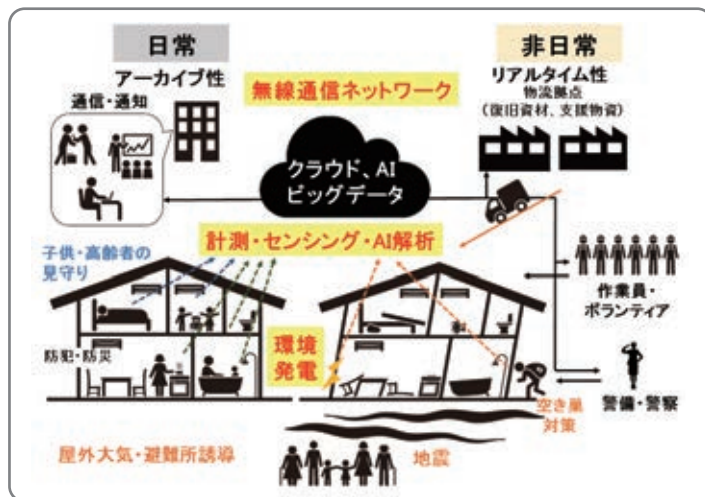 日常
アーカイブ性
通信・通知
無線通信ネットワーク
非日常
リアルタイム性
物流拠点
(復旧資材、支援物資)
クラウド、AI
ビッグデータ
計測・センシング・AI解析
子供・高齢者の
見守り
作業員・
ボランティア
防犯・防災
環境
発電
空き巣
対策
警備・警察
屋外大気・避難所誘導
地震